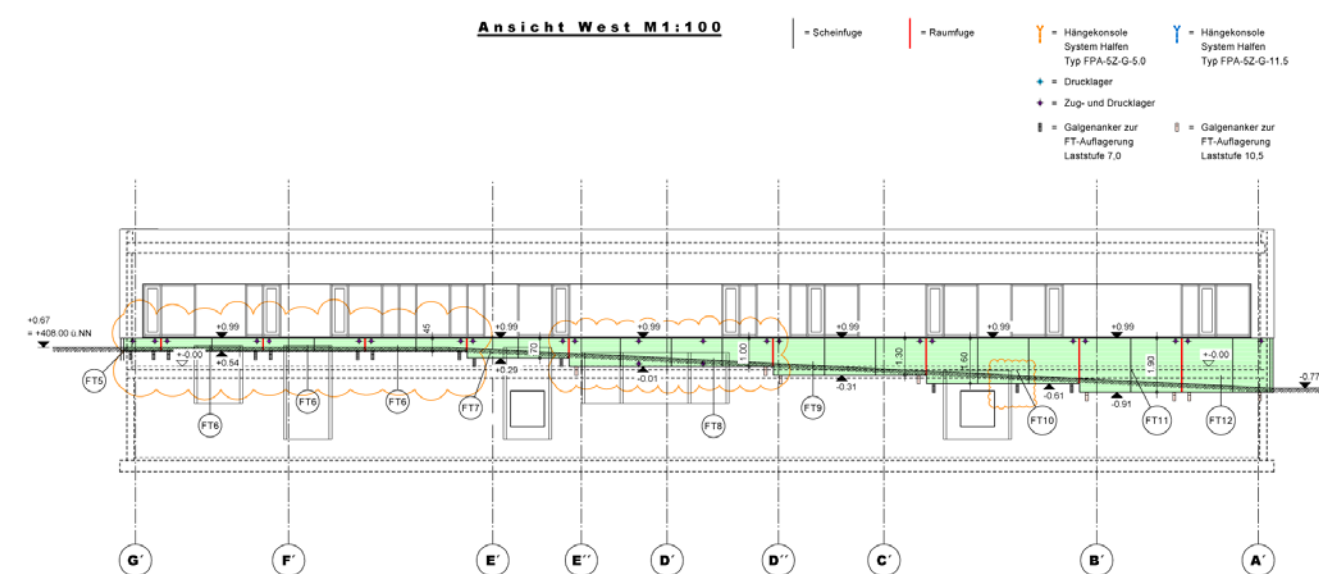 Ansicht West M1:100
= Scheinfuge
= Raumfuge
= Hängekonsole
System Halfen
Typ FPA-5Z-G-5.0
= Hängekonsole
System Halfen
Typ FPA-5Z-G-11.5
= Drucklager
= Zug- und Drucklager
= Galgenanker zur
FT-Auflagerung
Laststufe 7,0
= Galgenanker zur
FT-Auflagerung
Laststufe 10,5
+0.67
= +408.00 ü.NN
+0.99 +0.99 +0.99 +0.99 +0.99 +0.99
45 70 1.00 1.30 1.60 1.90
+-0.00 +0.54 +0.20 -0.01 -0.31 -0.61 -0.91 +-0.00 -0.77
FT5 FT6 FT6 FT6 FT7 FT8 FT9 FT10 FT11 FT12
G´ F´ E´ E´´ D´ D´´ C´ B´ A´